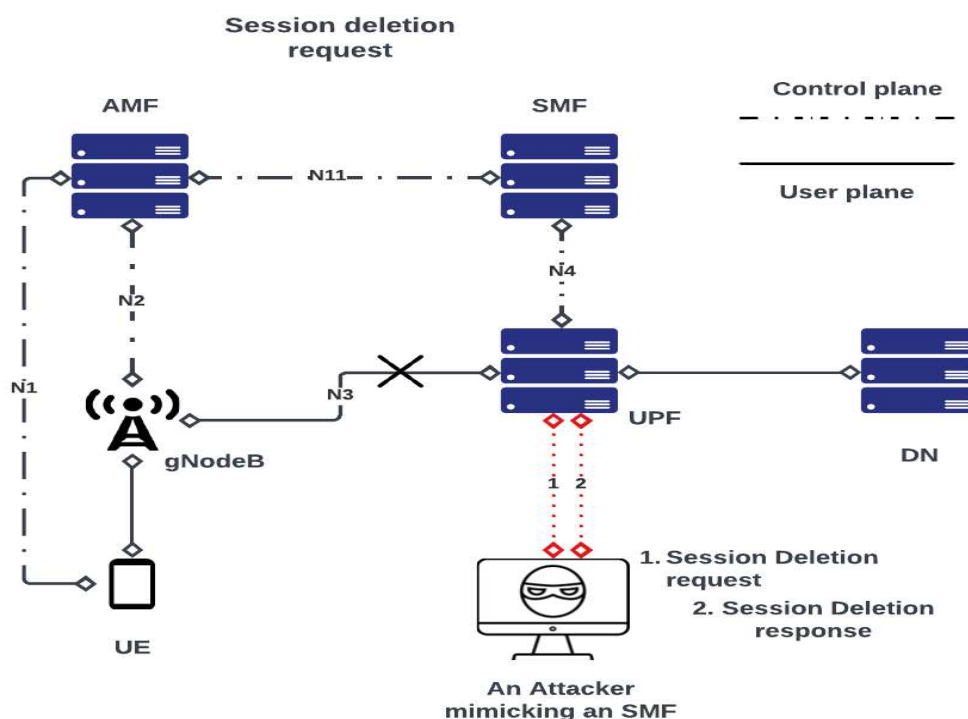 Session deletion
request
AMF
SMF
Control plane
User plane
N11
N4
N2
N1
N3
UPF
DN
gNodeB
1 2
1. Session Deletion
request
2. Session Deletion
response
UE
An Attacker
mimicking an SMF